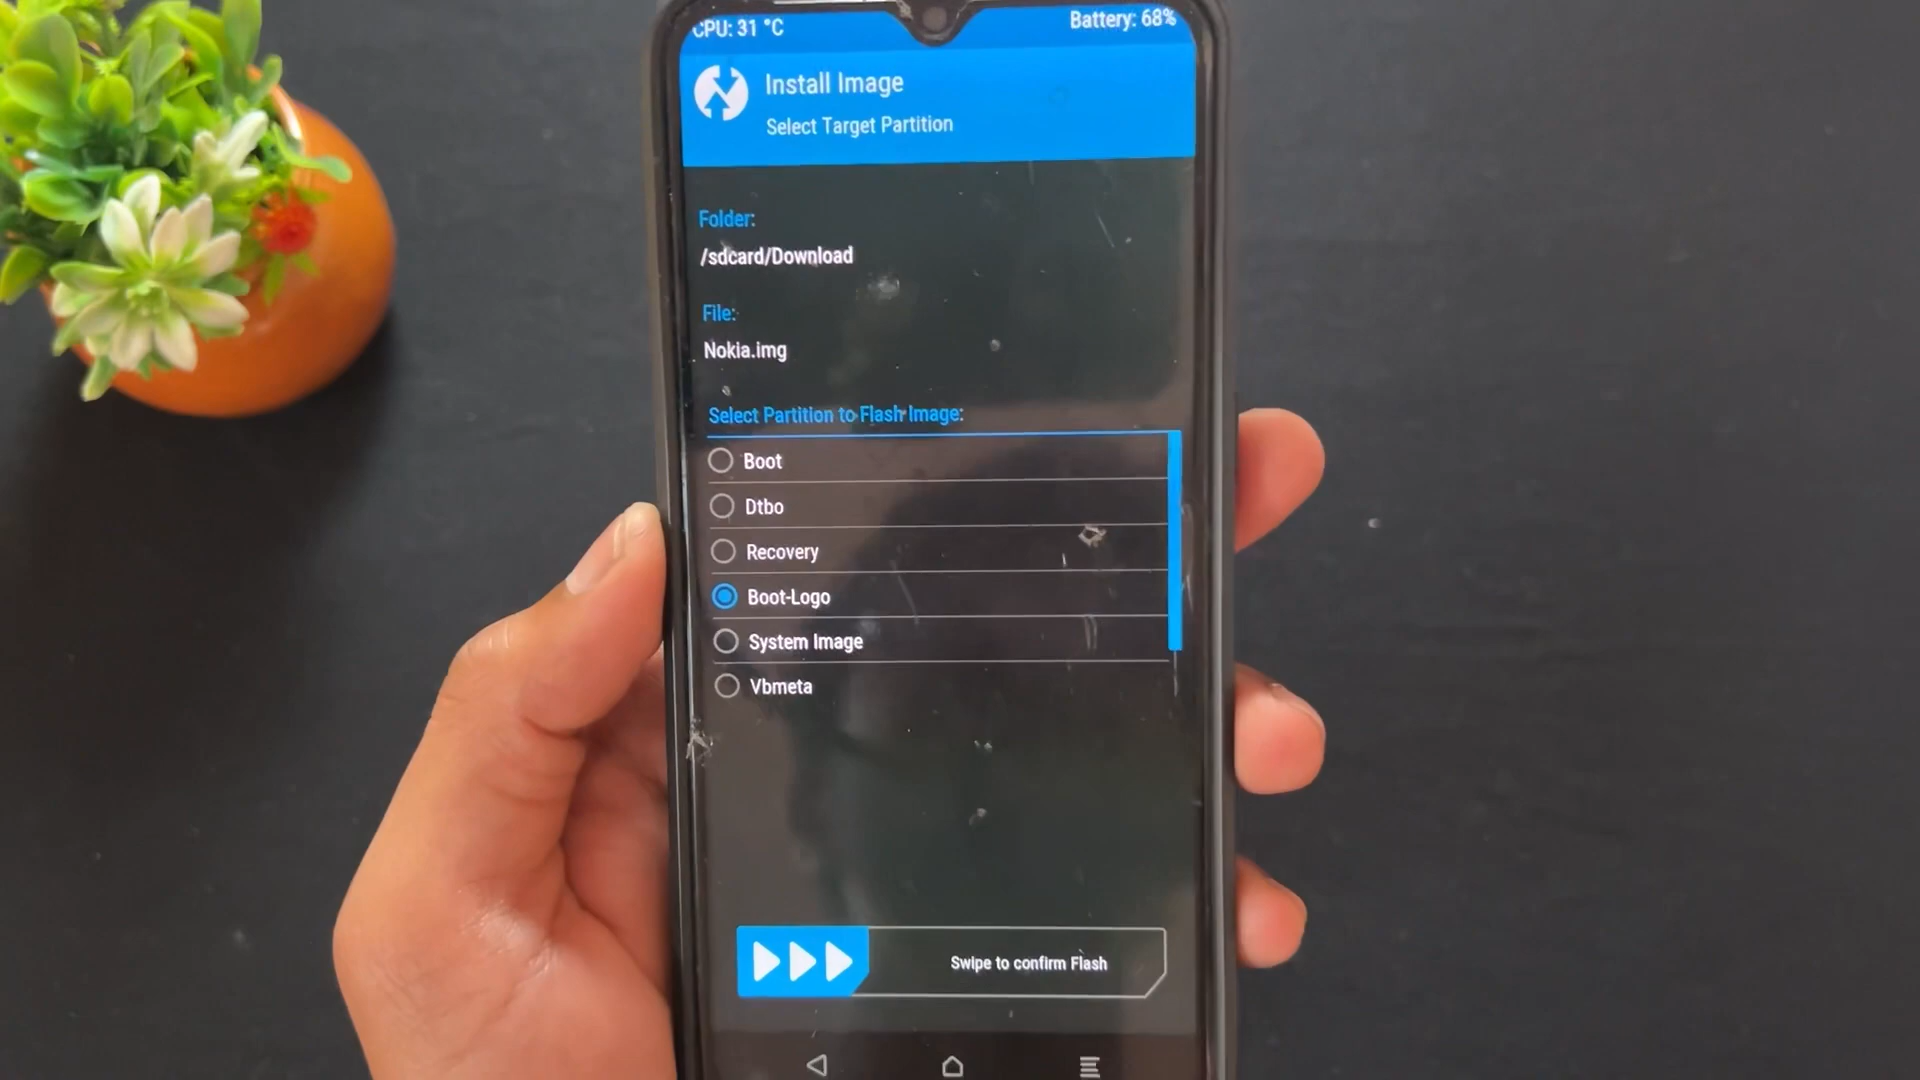 CPU: 31 °C
Battery: 68%
Install Image
Select Target Partition
Folder:
/sdcard/Download
File:
Nokia.img
Select Partition to Flash Image:
Boot
Dtbo
Recovery
Boot-Logo
System Image
Vbmeta
Swipe to confirm Flash